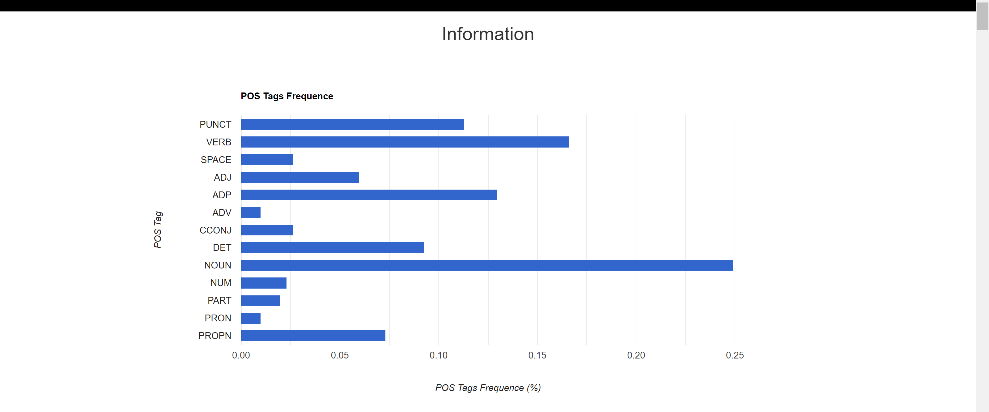 Information
POS Tags Frequence
PUNCT
VERB
SPACE
ADJ
ADP
ADV
CCONJ
DET
NOUN
NUM
PART
PRON
PROPN
POS Tag
0.00 0.05 0.10 0.15 0.20 0.25
POS Tags Frequence (%)